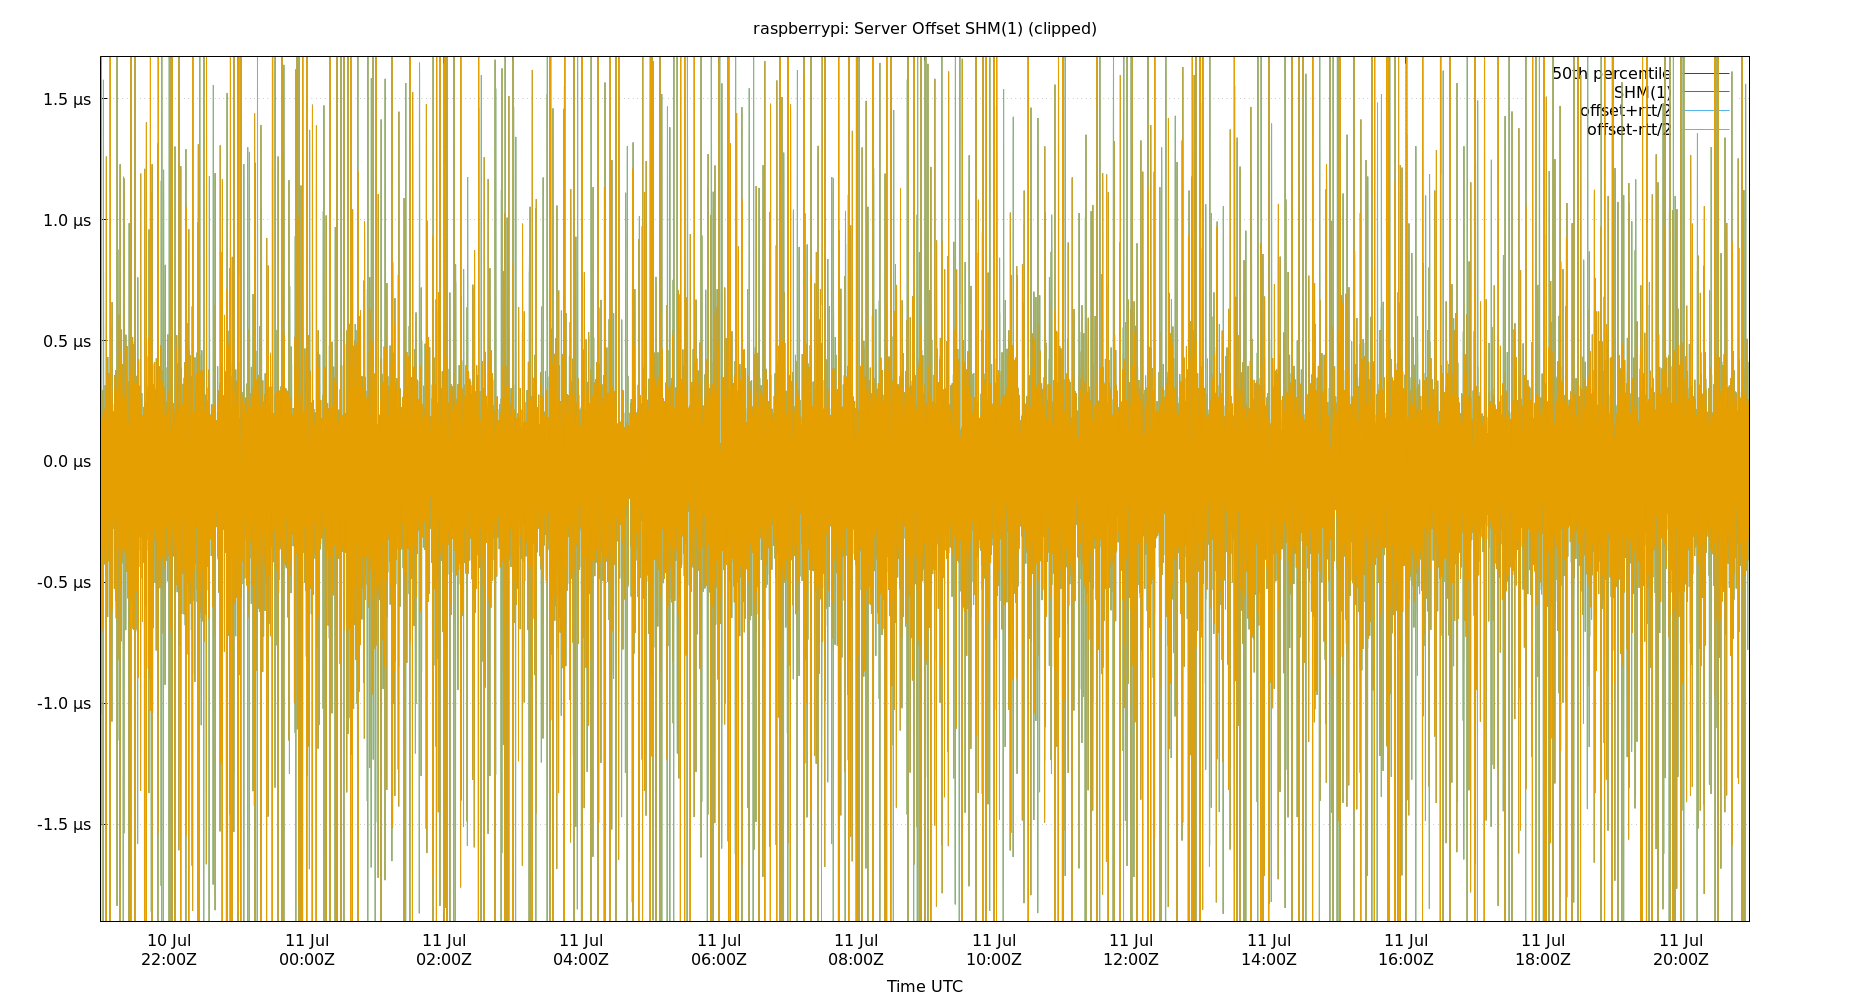 raspberrypi: Server Offset SHM(1) (clipped)
50th percentile
SHM(1)
offset+rtt/2
offset-rtt/2
1.5 µs
1.0 µs
0.5 µs
0.0 µs
-0.5 µs
-1.0 µs
-1.5 µs
10 Jul 11 Jul 11 Jul 11 Jul 11 Jul 11 Jul 11 Jul 11 Jul 11 Jul 11 Jul 11 Jul 11 Jul
22:00Z 00:00Z 02:00Z 04:00Z 06:00Z 08:00Z 10:00Z 12:00Z 14:00Z 16:00Z 18:00Z 20:00Z
Time UTC